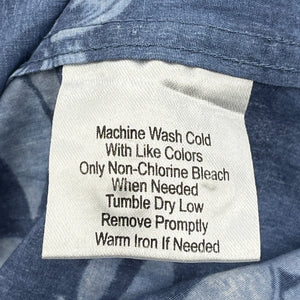 Machine Wash Cold
With Like Colors
Only Non-Chlorine Bleach
When Needed
Tumble Dry Low
Remove Promptly
Warm Iron If Needed